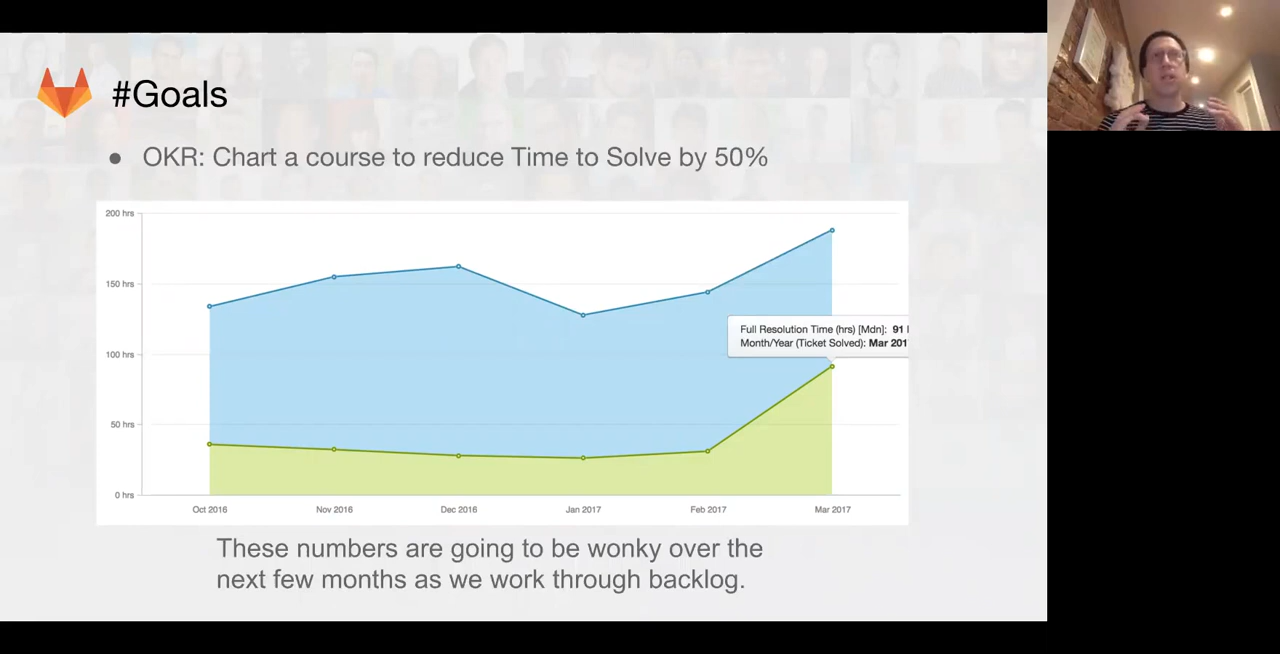 #Goals
● OKR: Chart a course to reduce Time to Solve by 50%
200 hrs
150 hrs
100 hrs
50 hrs
0 hrs
Full Resolution Time (hrs) [Mdn]: 91
Month/Year (Ticket Solved): Mar 201
Oct 2016
Nov 2016
Dec 2016
Jan 2017
Feb 2017
Mar 2017
These numbers are going to be wonky over the
next few months as we work through backlog.